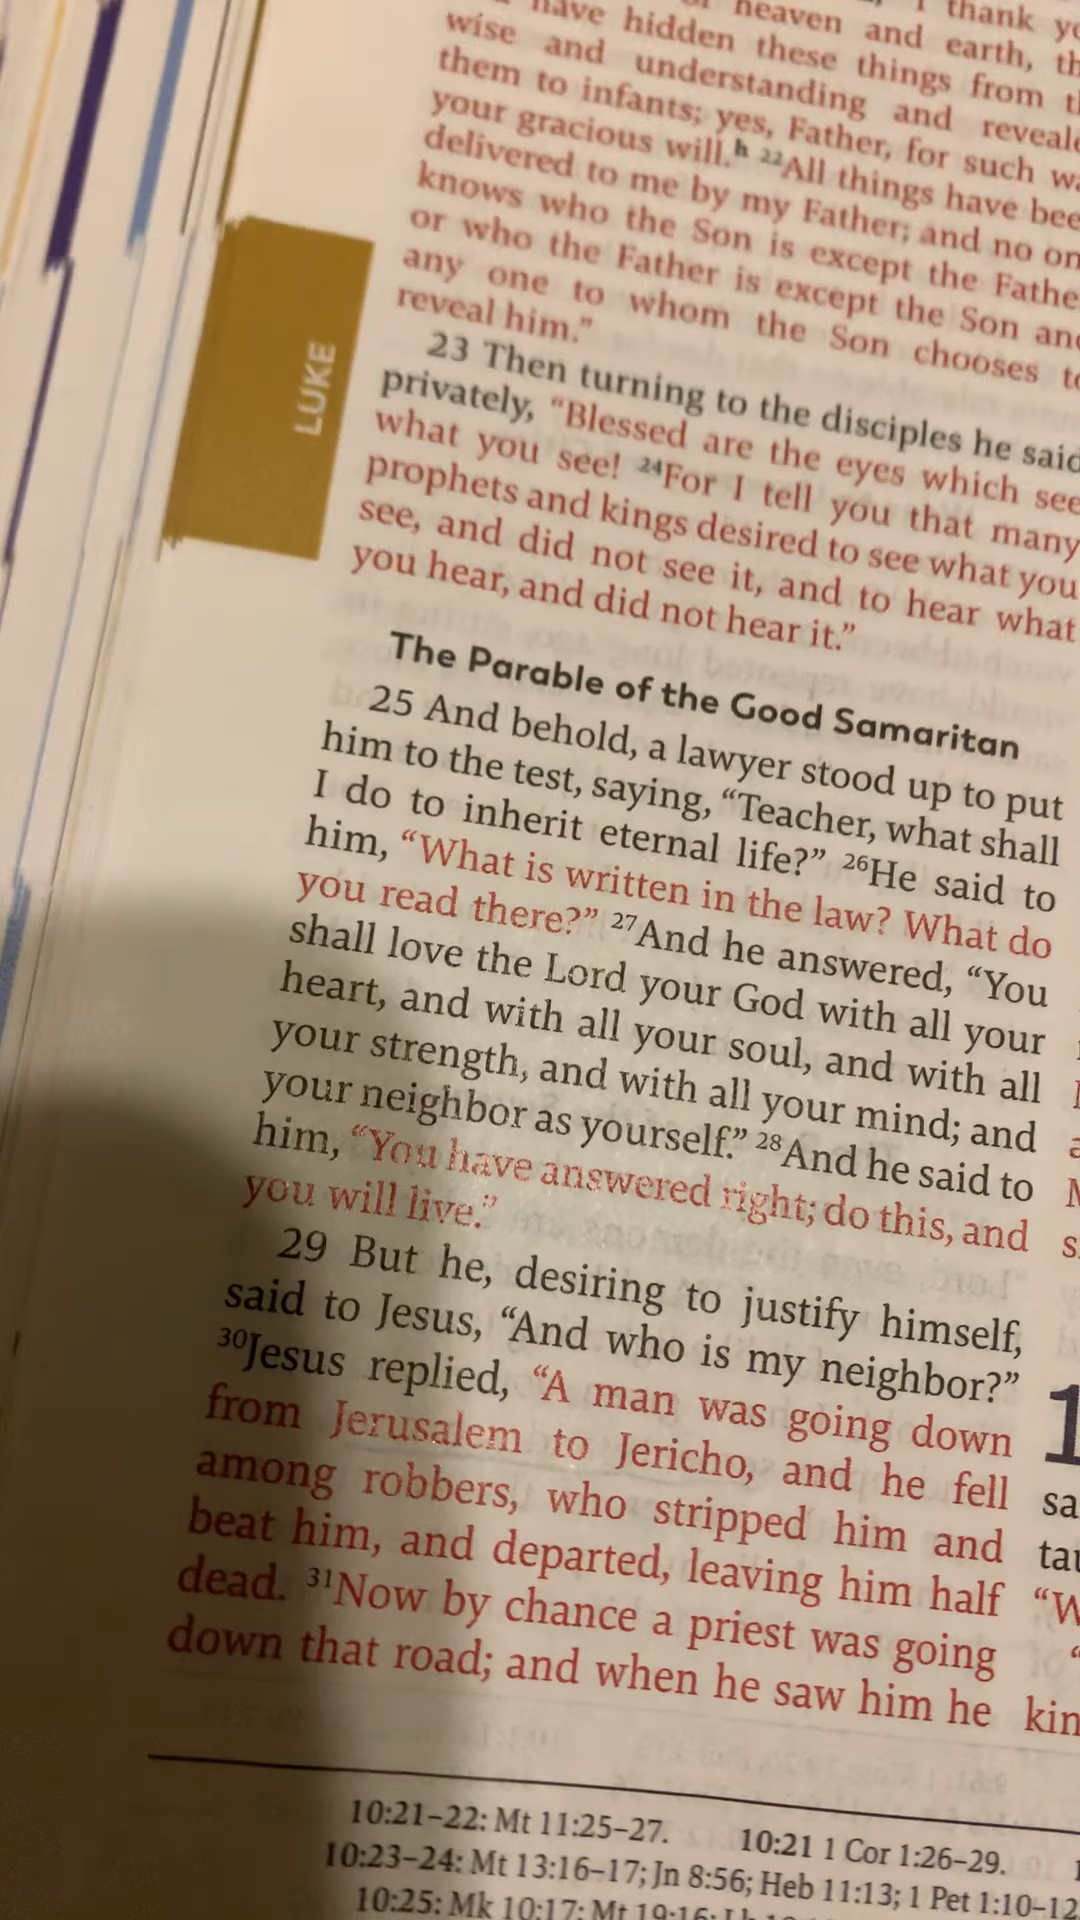 heaven and earth, th
have hidden these things from t
wise and understanding and reveale
them to infants; yes, Father, for such wa
your gracious will.ʰ ²²All things have bee
delivered to me by my Father; and no on
knows who the Son is except the Fathe
or who the Father is except the Son an
any one to whom the Son chooses to
reveal him.”
23 Then turning to the disciples he said
privately, “Blessed are the eyes which see
what you see! ²⁴For I tell you that many
prophets and kings desired to see what you
see, and did not see it, and to hear what
you hear, and did not hear it.”
LUKE
The Parable of the Good Samaritan
25 And behold, a lawyer stood up to put
him to the test, saying, “Teacher, what shall
I do to inherit eternal life?” ²⁶He said to
him, “What is written in the law? What do
you read there?” ²⁷And he answered, “You
shall love the Lord your God with all your
heart, and with all your soul, and with all
your strength, and with all your mind; and
your neighbor as yourself.” ²⁸And he said to
him, “You have answered right; do this, and
you will live.”
29 But he, desiring to justify himself,
said to Jesus, “And who is my neighbor?”
³⁰Jesus replied, “A man was going down
from Jerusalem to Jericho, and he fell
among robbers, who stripped him and
beat him, and departed, leaving him half
dead. ³¹Now by chance a priest was going
down that road; and when he saw him he
1
sa
tau
“W
kin
10:21–22: Mt 11:25–27. 10:21 1 Cor 1:26–29.
10:23–24: Mt 13:16–17; Jn 8:56; Heb 11:13; 1 Pet 1:10–12
10:25: Mk 10:17; Mt 19:16;